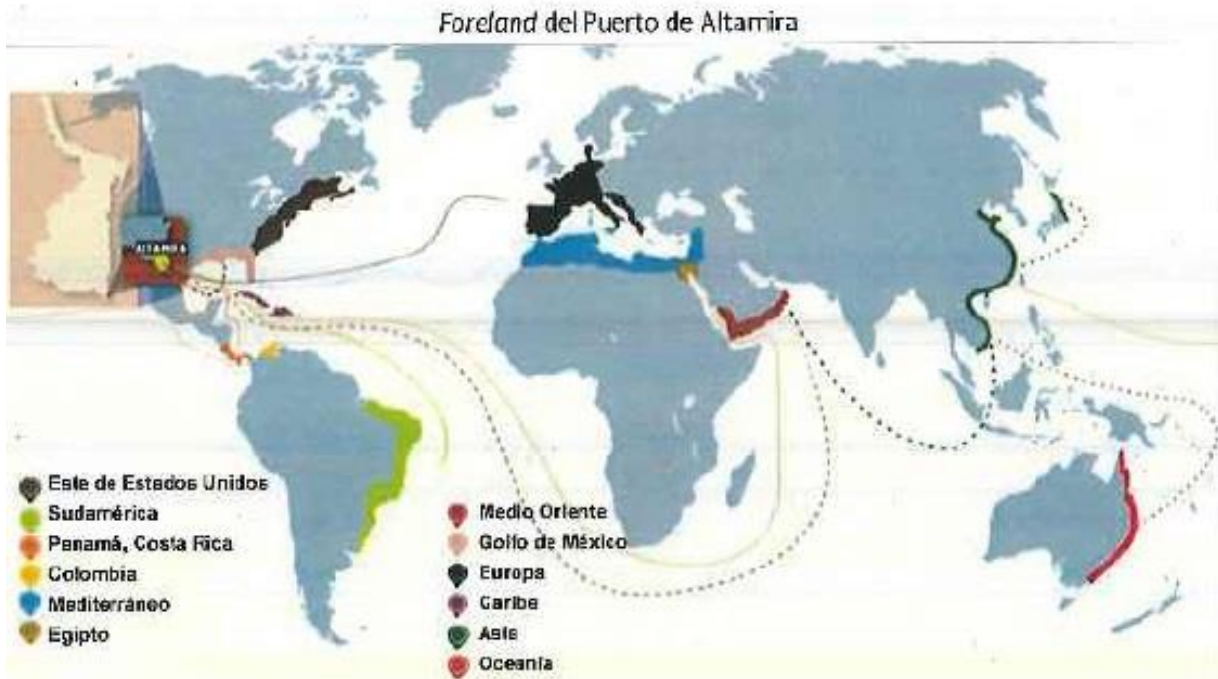 Foreland del Puerto de Altamira
ALTAMIRA
Este de Estados Unidos
Sudamérica
Panamá, Costa Rica
Colombia
Mediterráneo
Egipto
Medio Oriente
Golfo de México
Europa
Caribe
Asia
Oceanía